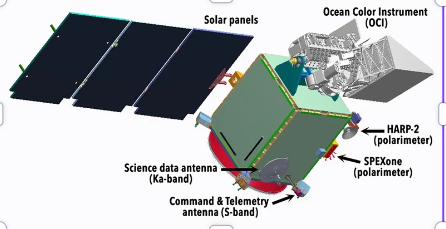 Solar panels
Ocean Color Instrument
(OCI)
HARP-2
(polarimeter)
SPEXone
(polarimeter)
Science data antenna
(Ka-band)
Command & Telemetry
antenna (S-band)